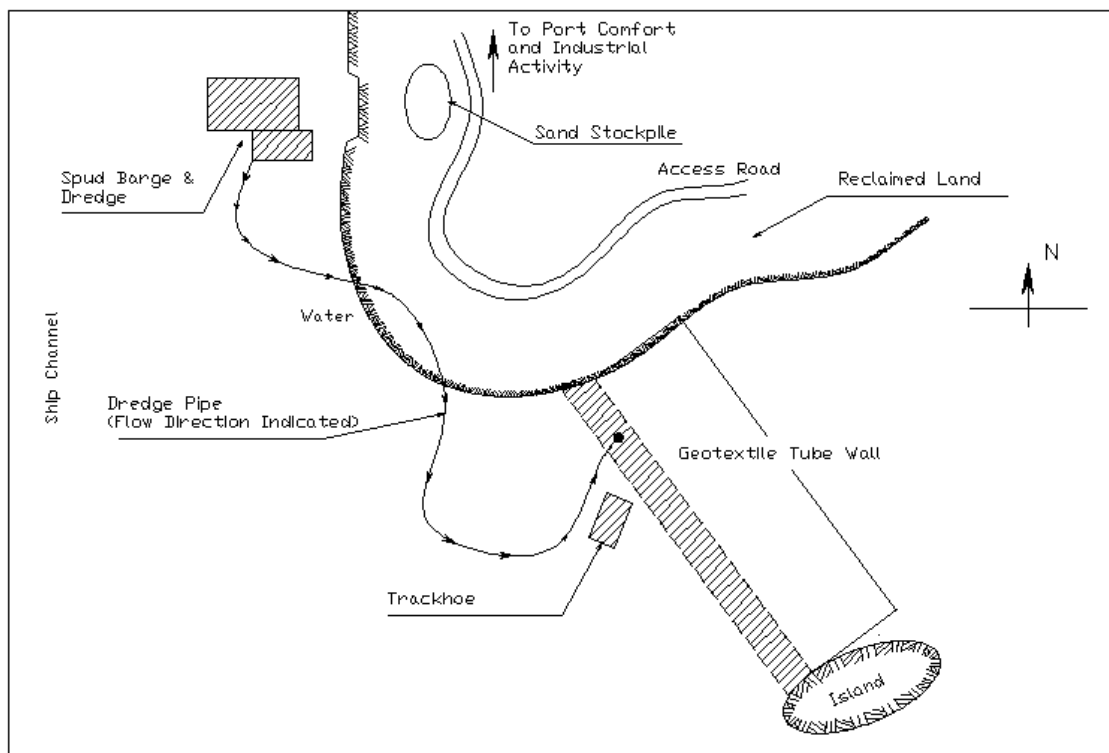 To Port Comfort
and Industrial
Activity
Sand Stockpile
Spud Barge &
Dredge
Access Road
Reclaimed Land
N
Water
Ship Channel
Dredge Pipe
(Flow Direction Indicated)
Geotextile Tube Wall
Trackhoe
Island